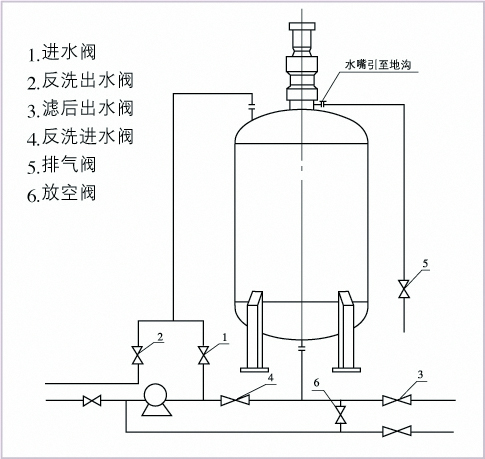 1.进水阀
2.反洗出水阀
3.滤后出水阀
4.反洗进水阀
5.排气阀
6.放空阀
水嘴引至地沟
5
2
1
4
6
3